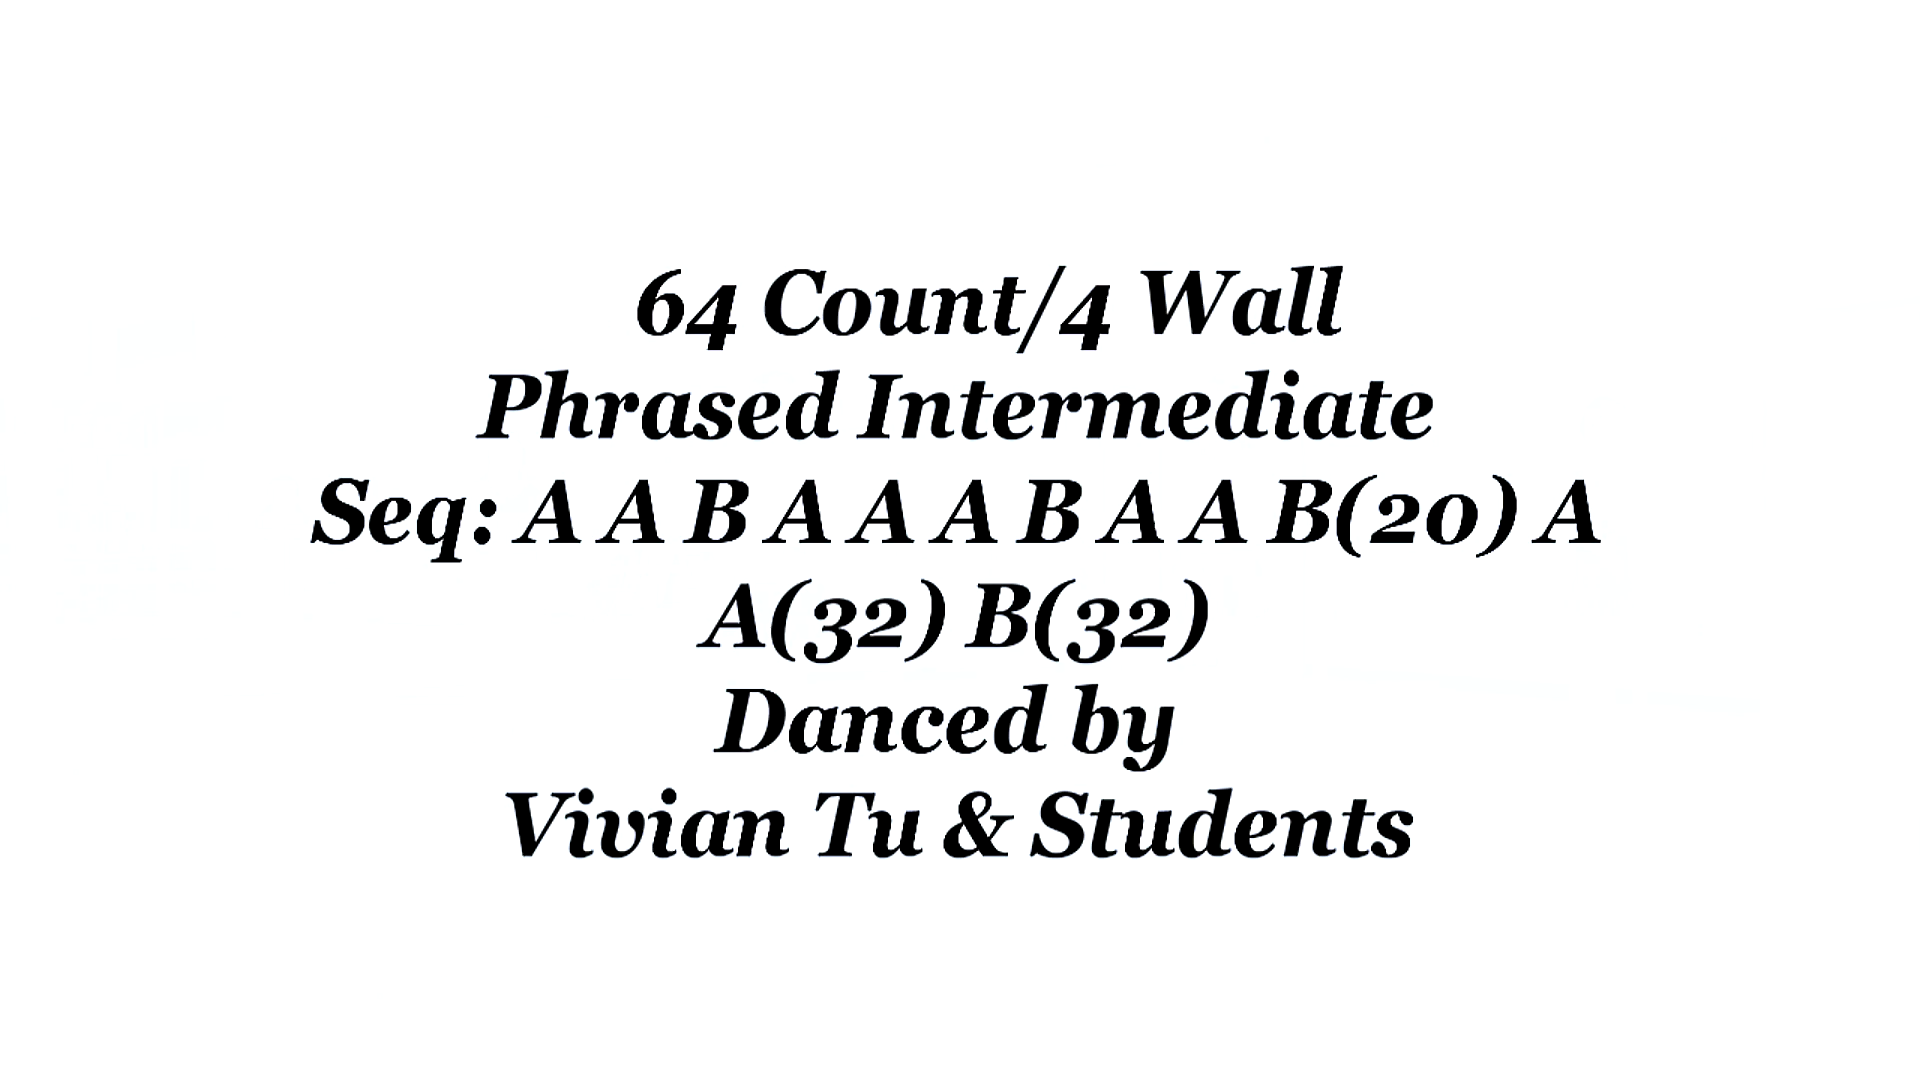 64 Count/4 Wall
Phrased Intermediate
Seq: A A B A A A B A A B(20) A
A(32) B(32)
Danced by
Vivian Tu & Students